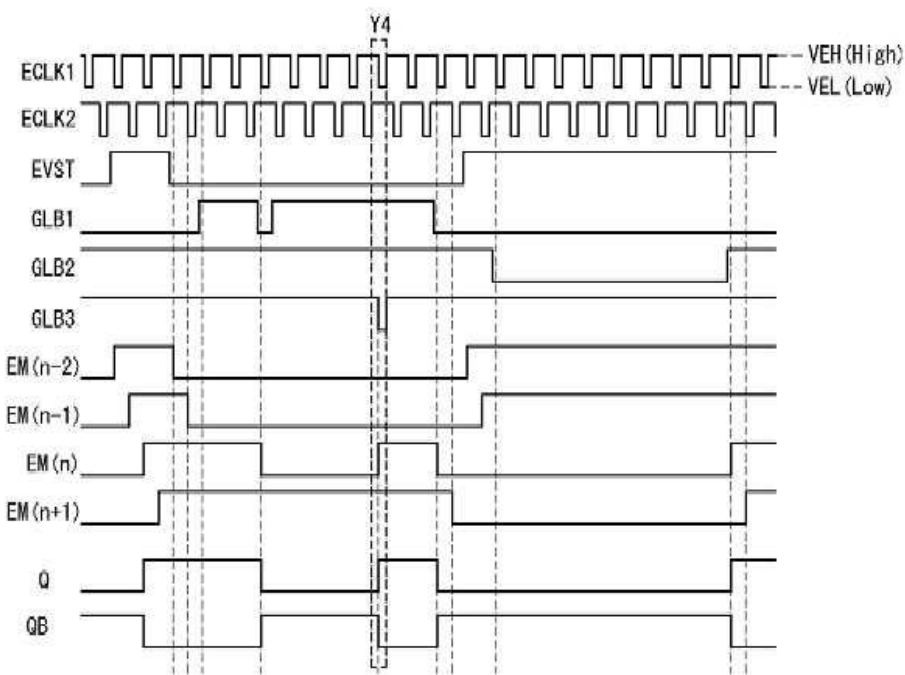 Y4
ECLK1
VEH(High)
VEL(Low)
ECLK2
EVST
GLB1
GLB2
GLB3
EM(n-2)
EM(n-1)
EM(n)
EM(n+1)
Q
QB